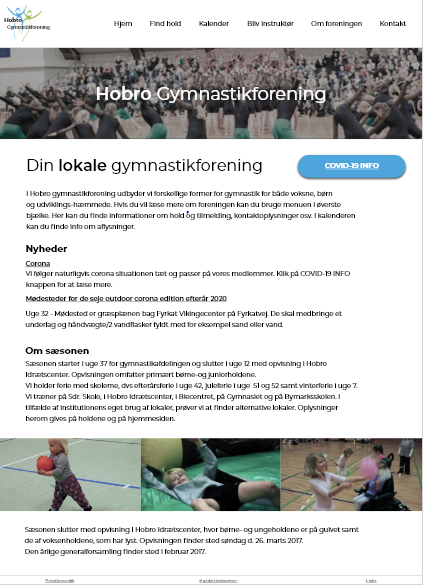 Hobro
Gymnastikforening
Hjem Find hold Kalender Bliv instruktør Om foreningen Kontakt
Hobro Gymnastikforening
Din lokale gymnastikforening
COVID-19 INFO
I Hobro gymnastikforening udbyder vi forskellige former for gymnastik for både voksne, børn
og udviklings-hæmmede. Hvis du vil læse mere om foreningen kan du bruge menuen i øverste
bjælke. Her kan du finde informationer om hold og tilmelding, kontaktoplysninger osv. I kalenderen
kan du finde info om aflysninger.
Nyheder
Corona
Vi følger naturligvis corona situationen tæt og passer på vores medlemmer. Klik på COVID-19 INFO
knappen for at læse mere.
Mødesteder for de seje outdoor corona edition efterår 2020
Uge 32 - Mødested er græsplænen bag Fyrkat Vikingecenter på Fyrkatvej. De skal medbringe et
underlag og håndvægte/2 vandflasker fyldt med for eksempel sand eller vand.
Om sæsonen
Sæsonen starter i uge 37 for gymnastikafdelingen og slutter i uge 12 med opvisning i Hobro
Idrætscenter. Opvisningen omfatter primært børne-og juniorholdene.
Vi holder ferie med skolerne, dvs efterårsferie i uge 42, juleferie i uge 51 og 52 samt vinterferie i uge 7.
Vi træner på Sdr. Skole, i Hobro Idrætscenter, i Biecentret, på Gymnasiet og på Bymarksskolen. I
tilfælde af institutionens eget brug af lokaler, prøver vi at finder alternative lokaler. Oplysninger
herom gives på holdene og på hjemmesiden.
Sæsonen slutter med opvisning i Hobro Idrætscenter, hvor børne- og ungeholdene er på gulvet samt
de af voksenholdene, som har lyst. Opvisningen finder sted søndag d. 26. marts 2017.
Den årlige generalforsamling finder sted i februar 2017.
Privatlivspolitik Handelsbetingelser Links